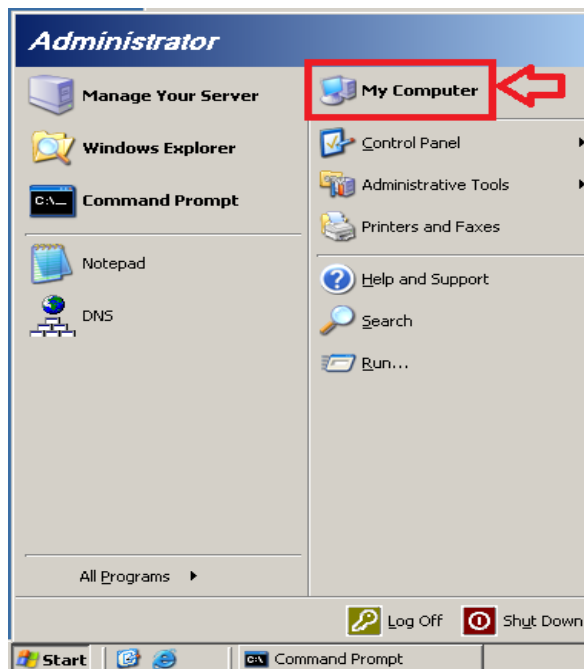 Administrator
Manage Your Server
Windows Explorer
C:\_
Command Prompt
Notepad
DNS
All Programs
My Computer
Control Panel
Administrative Tools
Printers and Faxes
Help and Support
Search
Run...
Log Off
Shut Down
Start
Command Prompt